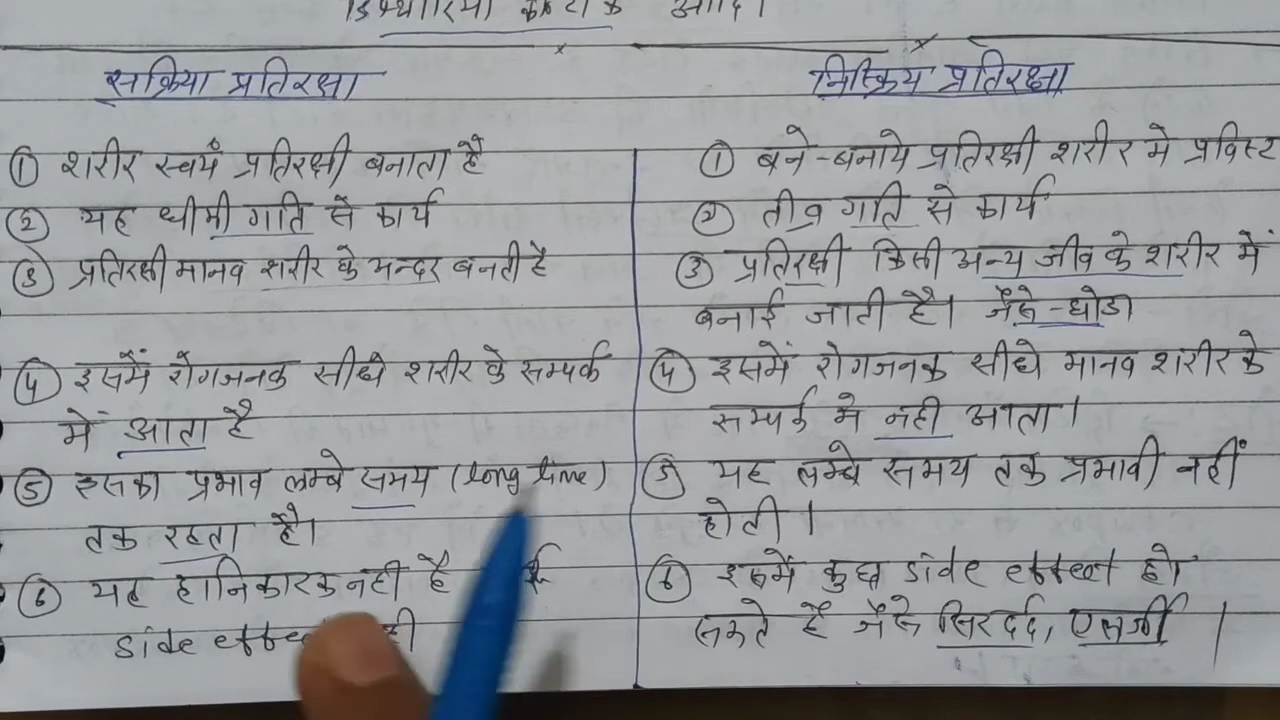 का टीका आदि।
सक्रिया प्रतिरक्षा
① शरीर स्वयं प्रतिरक्षी बनाता है
② यह धीमी गति से कार्य
③ प्रतिरक्षी मानव शरीर के अन्दर बनती है
④ इसमें रोगजनक सीधे शरीर के सम्पर्क
में आता है
⑤ इसका प्रभाव लम्बे समय (long time)
तक रहता है।
⑥ यह हानिकारक नही है
side
निष्क्रिय प्रतिरक्षा
① बने-बनाये प्रतिरक्षी शरीर मे प्रविष्ट
② तीव्र गति से कार्य
③ प्रतिरक्षी किसी अन्य जीव के शरीर में
बनाई जाती है। जैसे-घोडा
④ इसमें रोगजनक सीधे मानव शरीर के
सम्पर्क मे नही आता।
⑤ यह लम्बे समय तक प्रभावी नहीं
होती।
⑥ इसमें कुछ side effect हो
सकते है जैसे सिरदर्द, एलर्जी।